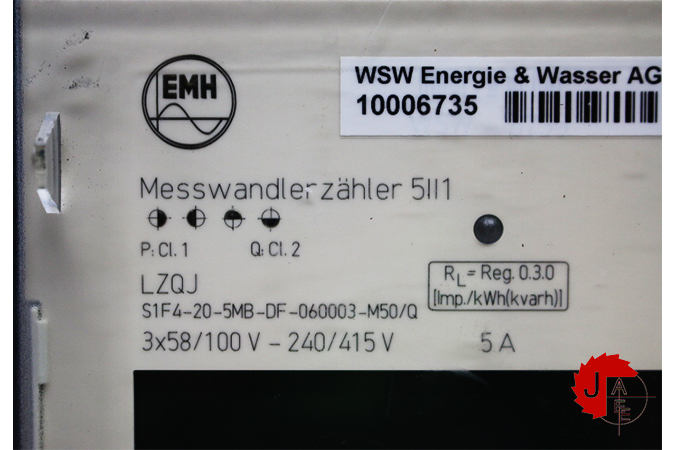 EMH
WSW Energie & Wasser AG
10006735
Messwandlerzähler 5II1
P: Cl. 1 Q: Cl. 2
LZQJ
RL = Reg. 0.3.0
[Imp./kWh(kvarh)]
S1F4-20-5MB-DF-060003-M50/Q
3x58/100 V - 240/415 V 5 A
J